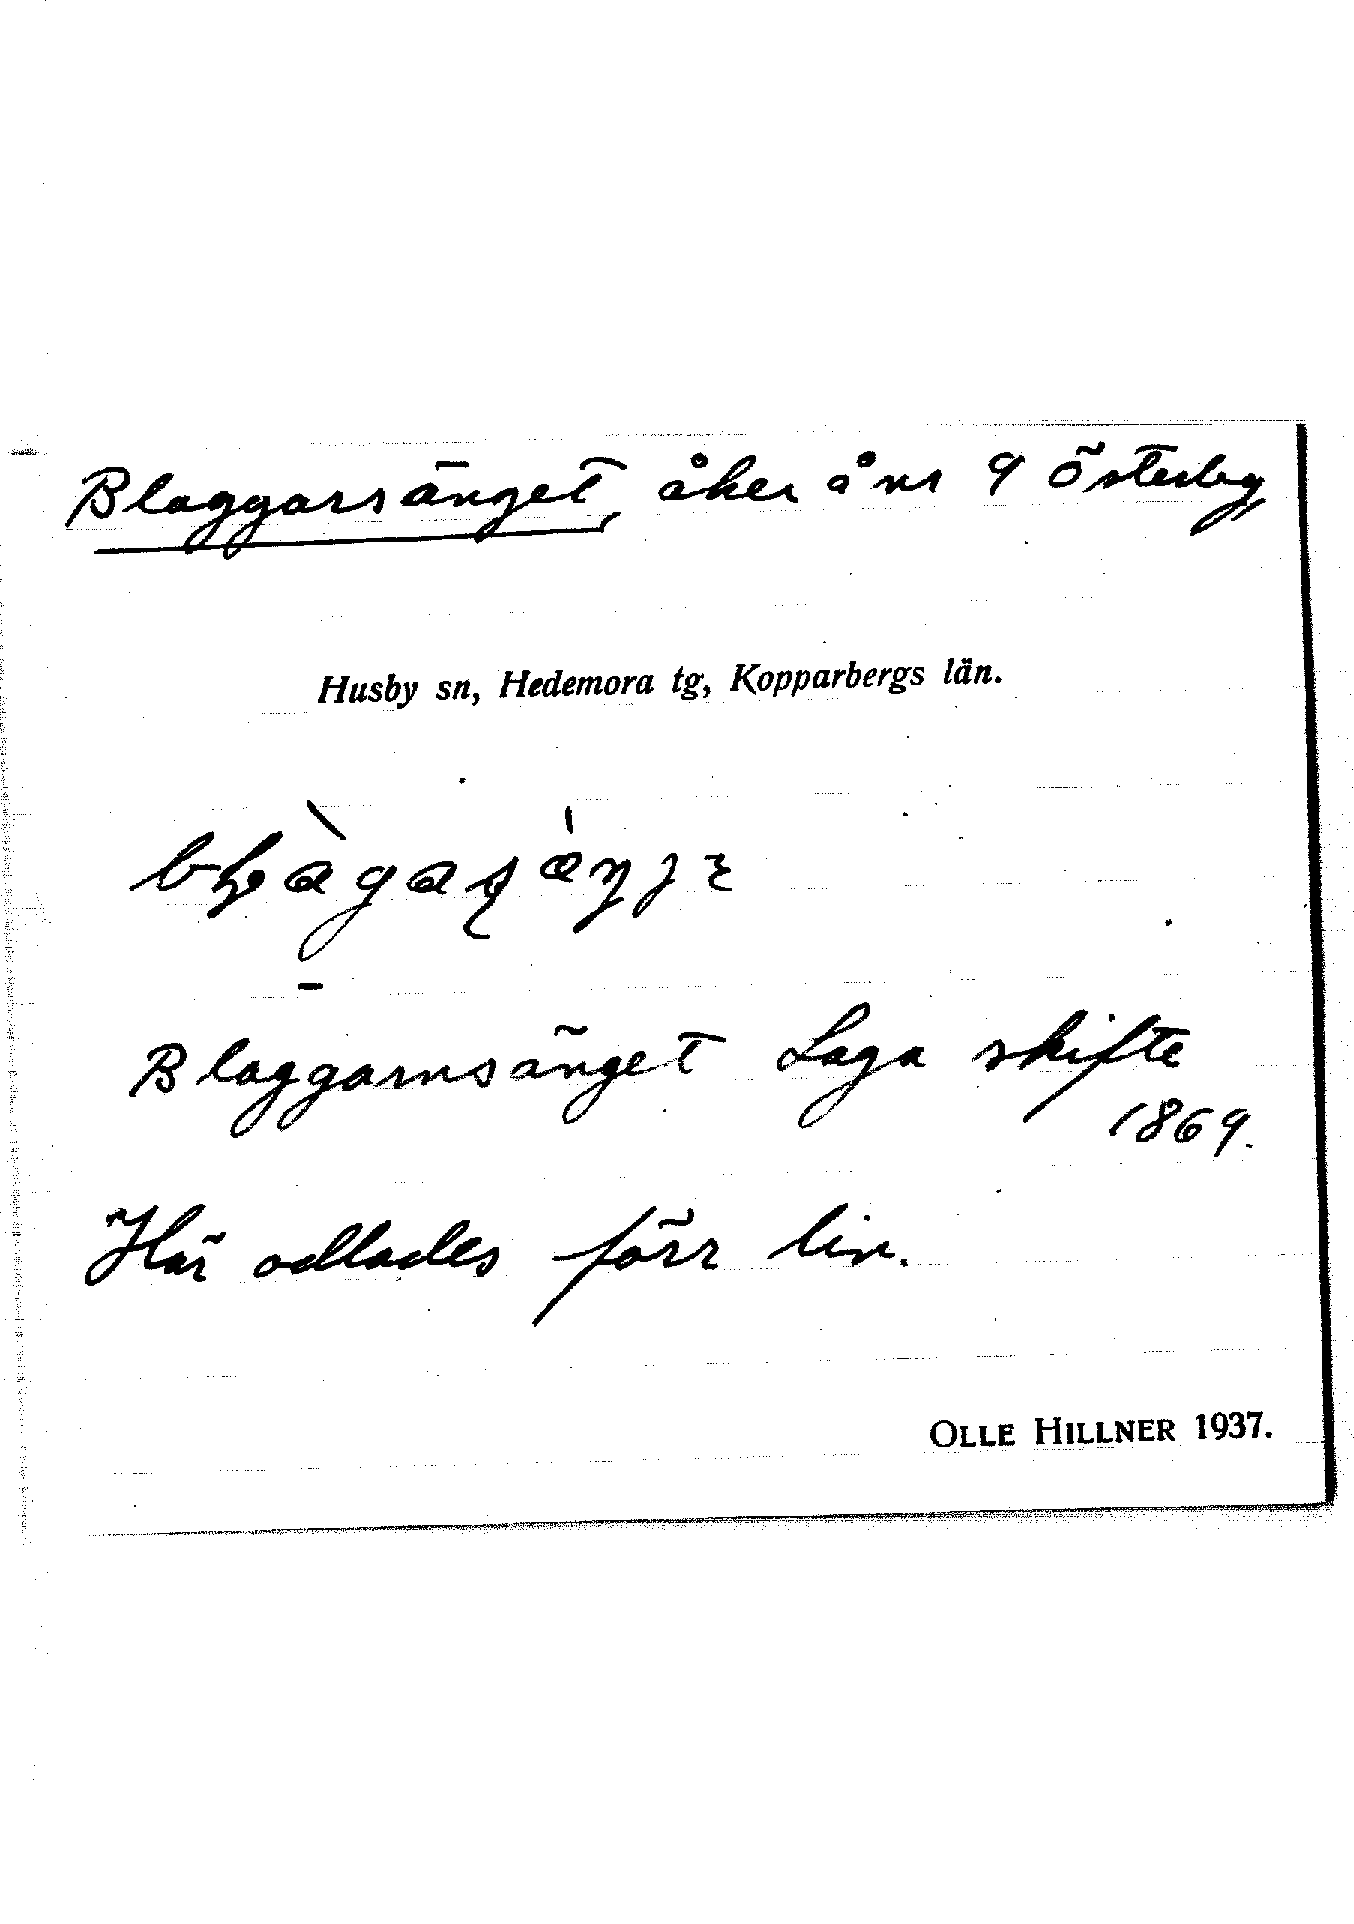 Blaggarsänget, åker å nr 9 Österby
Husby sn, Hedemora tg, Kopparbergs län.
Blaggarnsänget Laga skifte
1869.
Här odlades förr lin.
OLLE HILLNER 1937.